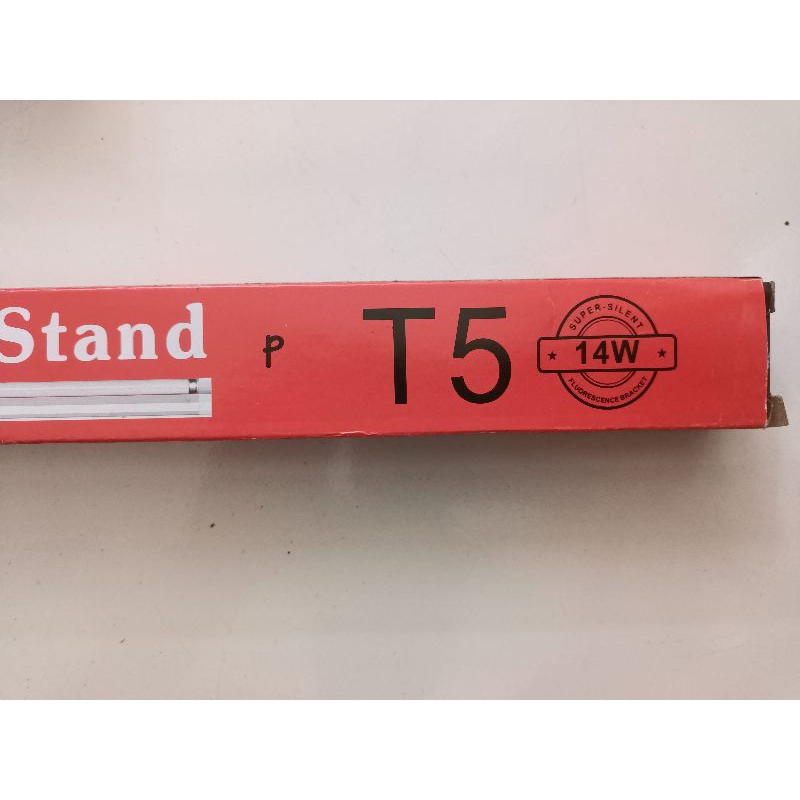 Stand
P
T5
SUPER-SILENT
14W
FLUORESCENCE BRACKET